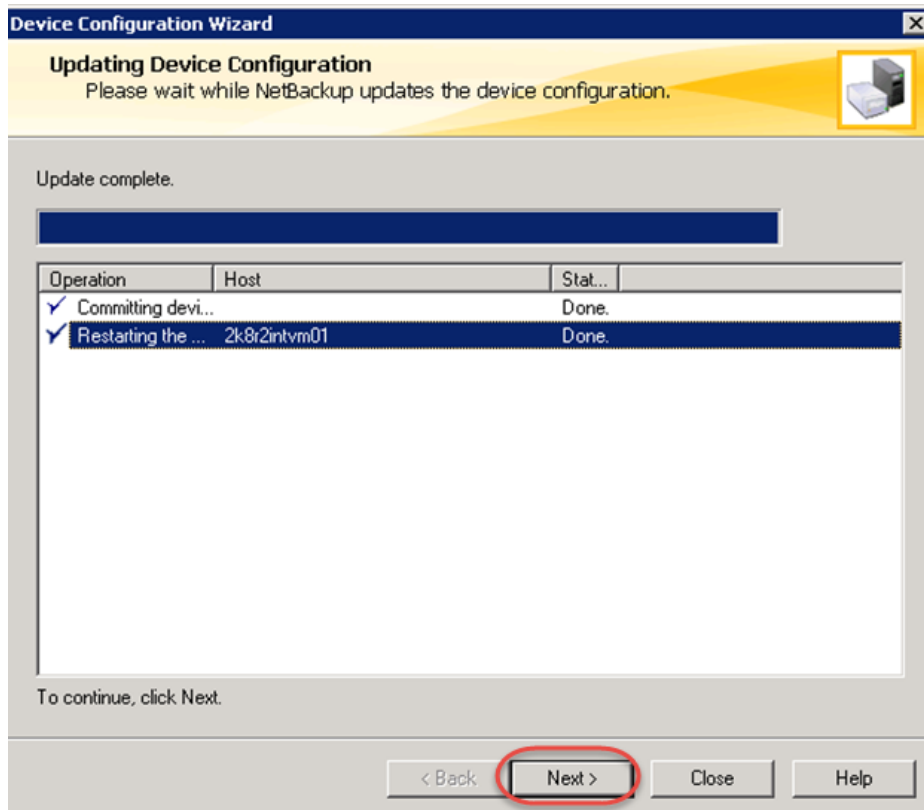 Device Configuration Wizard
Updating Device Configuration
Please wait while NetBackup updates the device configuration.
Update complete.
Operation Host Stat...
Committing devi... Done.
Restarting the ... 2k8r2intvm01 Done.
To continue, click Next.
< Back Next > Close Help